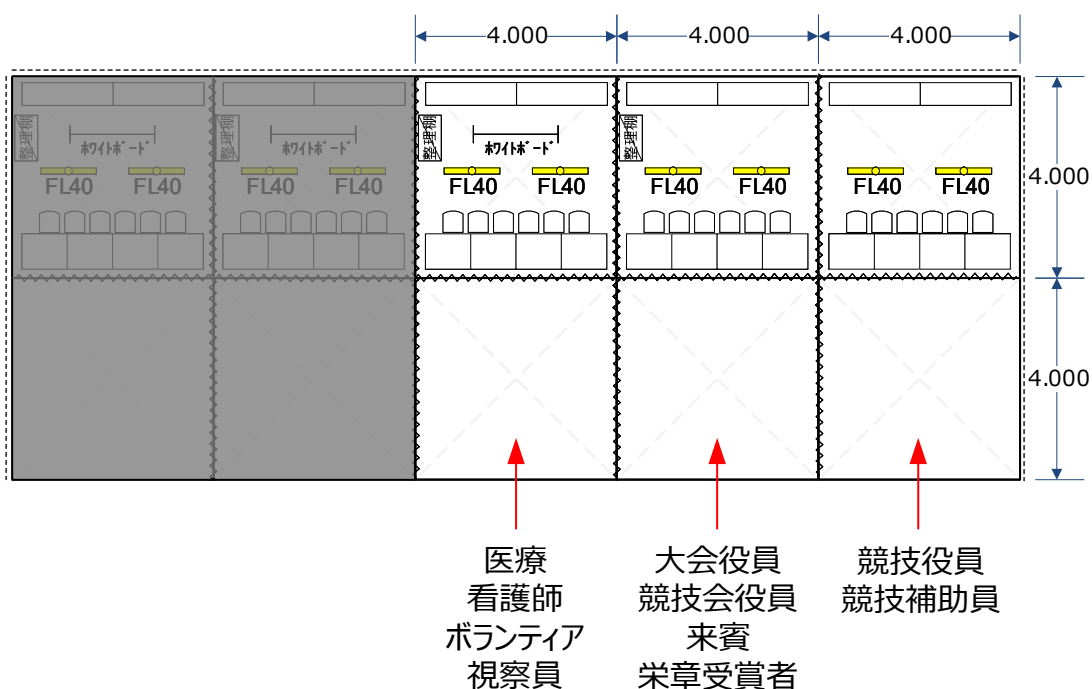 4.000 4.000 4.000
整理棚 ホワイトボード 整理棚 ホワイトボード 整理棚 ホワイトボード 整理棚
FL40 FL40 FL40 FL40 FL40 FL40 FL40 FL40 FL40 FL40
4.000
4.000
医療
看護師
ボランティア
視察員
大会役員
競技会役員
来賓
栄章受賞者
競技役員
競技補助員